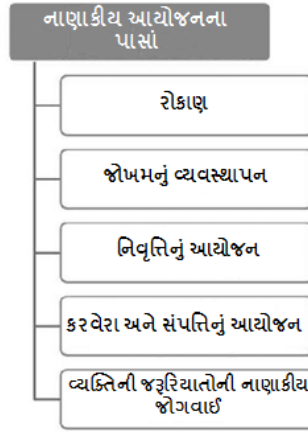 નાણાકીય આયોજનના
પાસાં
રોકાણ
જોખમનું વ્યવસ્થાપન
નિવૃત્તિનું આયોજન
કરવેરા અને સંપત્તિનું આયોજન
વ્યક્તિની જરૂરિયાતોની નાણાકીય
જોગવાઈ